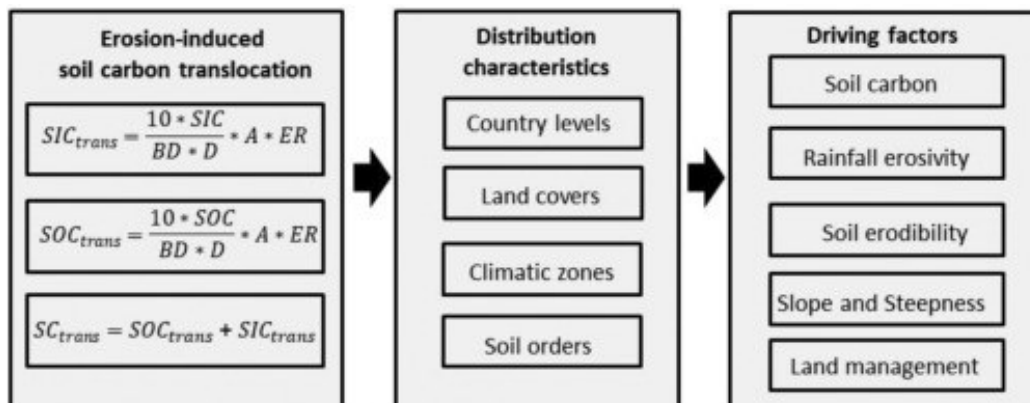 Erosion-induced
soil carbon translocation
SIC_trans = (10 * SIC)/(BD * D) * A * ER
SOC_trans = (10 * SOC)/(BD * D) * A * ER
SC_trans = SOC_trans + SIC_trans
Distribution
characteristics
Country levels
Land covers
Climatic zones
Soil orders
Driving factors
Soil carbon
Rainfall erosivity
Soil erodibility
Slope and Steepness
Land management